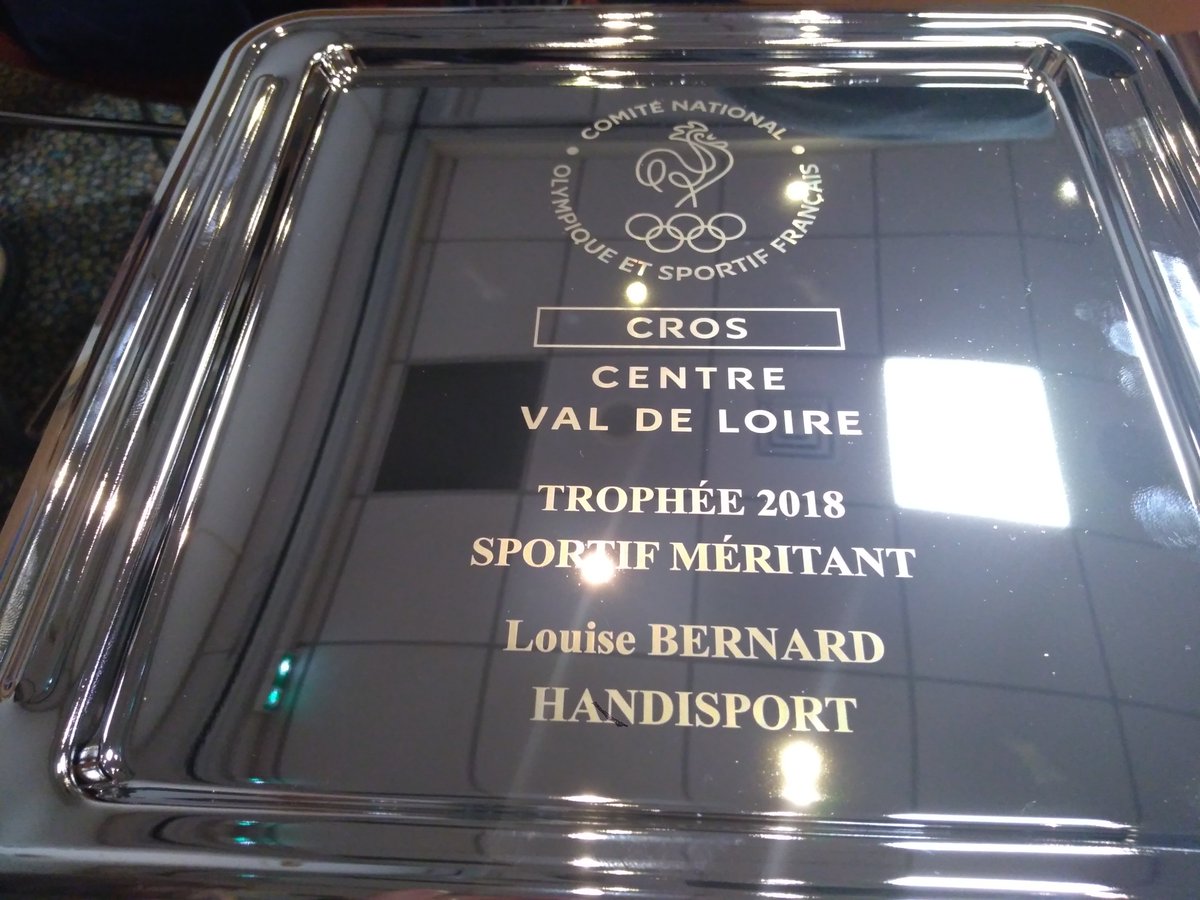 COMITÉ NATIONAL
OLYMPIQUE ET SPORTIF FRANÇAIS
CROS
CENTRE
VAL DE LOIRE
TROPHÉE 2018
SPORTIF MÉRITANT
Louise BERNARD
HANDISPORT